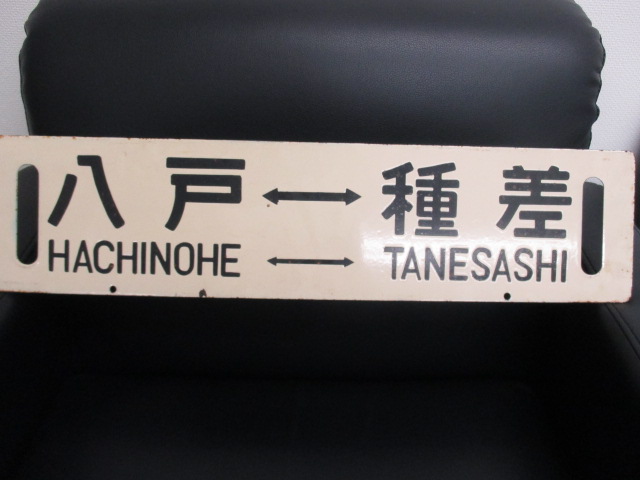 八戸 ↔ 種差
HACHINOHE ↔ TANESASHI